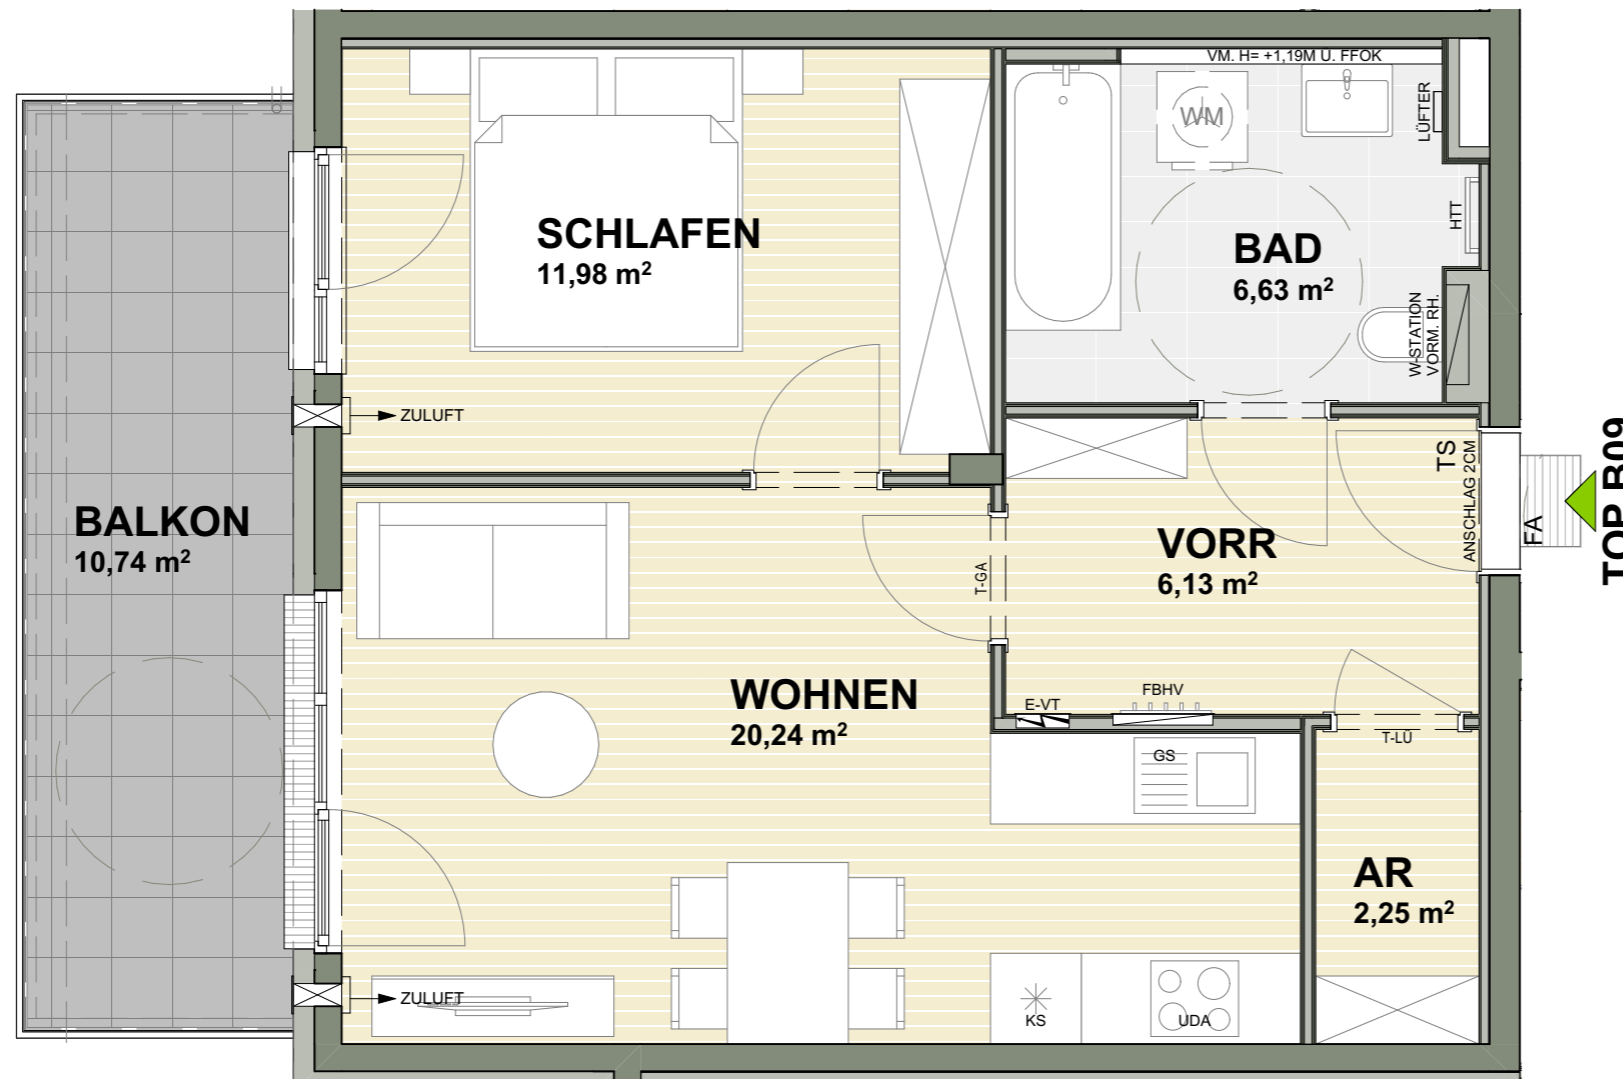 VM. H= +1,19M Ü. FFOK
WM
LÜFTER
SCHLAFEN
11,98 m²
BAD
6,63 m²
HTT
W-STATION
VORM. RH.
ZULUFT
TS
ANSCHLAG 2CM
FA
TOP B09
BALKON
10,74 m²
VORR
6,13 m²
T-GA
WOHNEN
20,24 m²
E-VT
FBHV
T-LÜ
GS
AR
2,25 m²
ZULUFT
KS
UDA